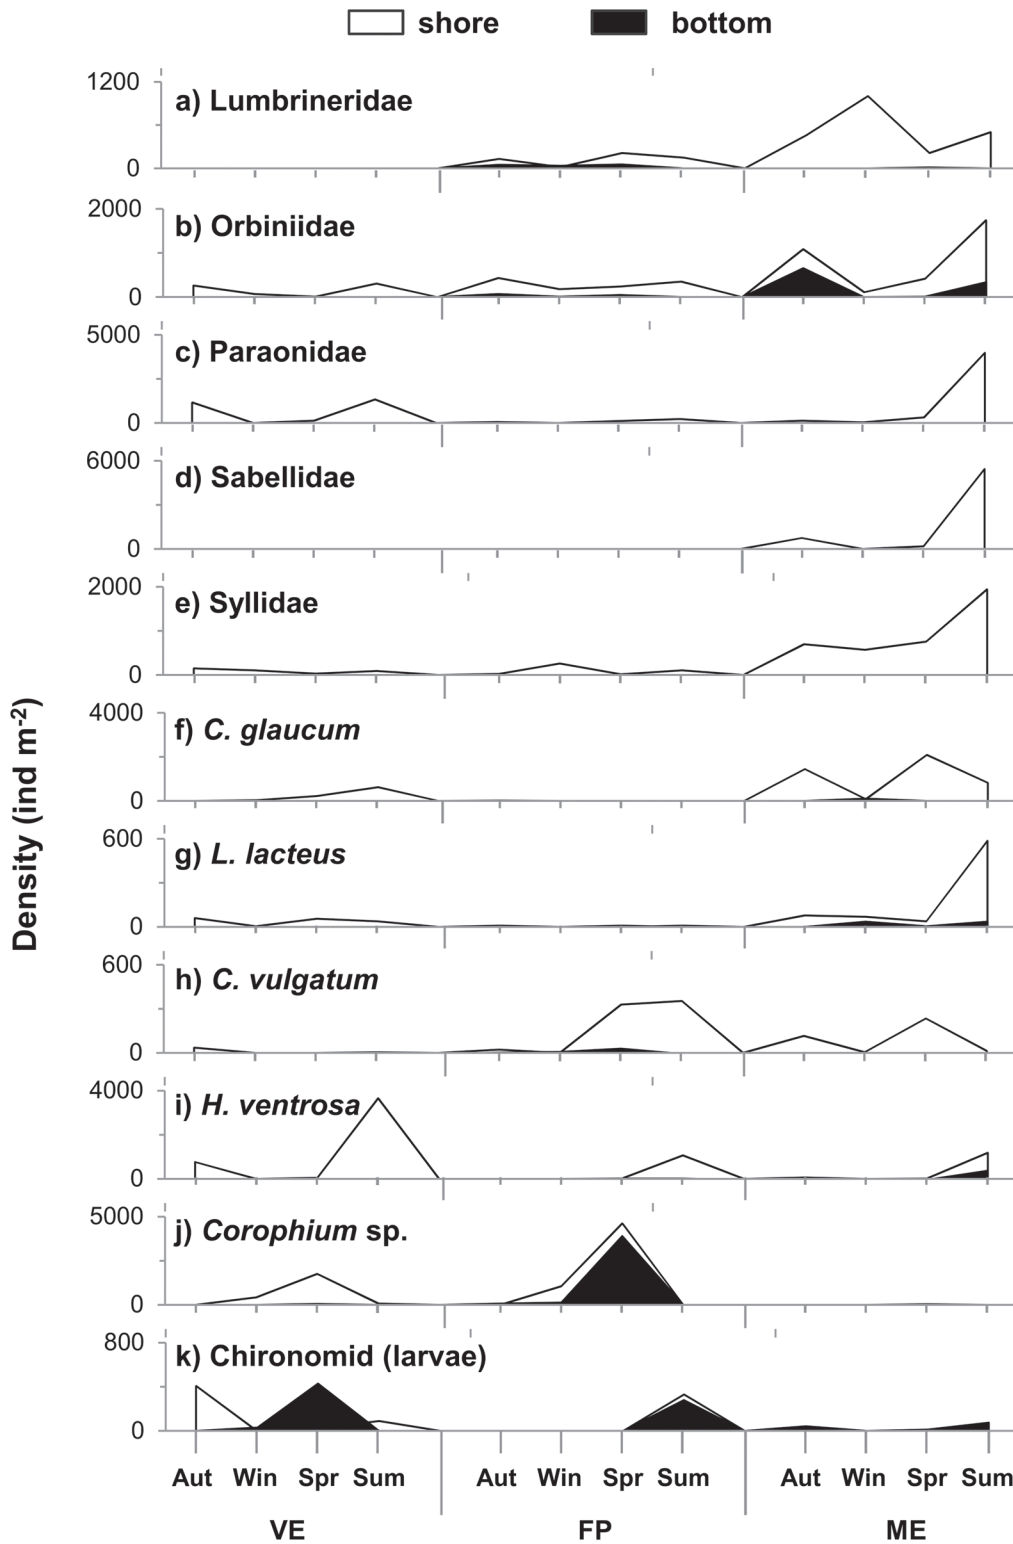 shore bottom
1200
a) Lumbrineridae
0
2000
b) Orbiniidae
0
5000
c) Paraonidae
0
6000
d) Sabellidae
0
2000
e) Syllidae
0
4000
f) C. glaucum
0
600
g) L. lacteus
0
600
h) C. vulgatum
0
4000
i) H. ventrosa
0
5000
j) Corophium sp.
0
800
k) Chironomid (larvae)
0
Density (ind m-2)
Aut Win Spr Sum Aut Win Spr Sum Aut Win Spr Sum
VE FP ME